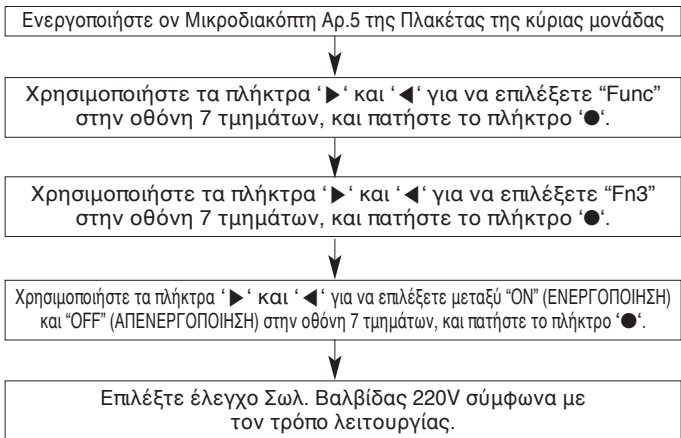 Ενεργοποιήστε ον Μικροδιακόπτη Αρ.5 της Πλακέτας της κύριας μονάδας
Χρησιμοποιήστε τα πλήκτρα ‘▶‘ και ‘◀‘ για να επιλέξετε “Func”
στην οθόνη 7 τμημάτων, και πατήστε το πλήκτρο ‘●‘.
Χρησιμοποιήστε τα πλήκτρα ‘▶‘ και ‘◀‘ για να επιλέξετε “Fn3”
στην οθόνη 7 τμημάτων, και πατήστε το πλήκτρο ‘●‘.
Χρησιμοποιήστε τα πλήκτρα ‘▶‘ και ‘◀‘ για να επιλέξετε μεταξύ “ON” (ΕΝΕΡΓΟΠΟΙΗΣΗ)
και “OFF” (ΑΠΕΝΕΡΓΟΠΟΙΗΣΗ) στην οθόνη 7 τμημάτων, και πατήστε το πλήκτρο ‘●‘.
Επιλέξτε έλεγχο Σωλ. Βαλβίδας 220V σύμφωνα με
τον τρόπο λειτουργίας.